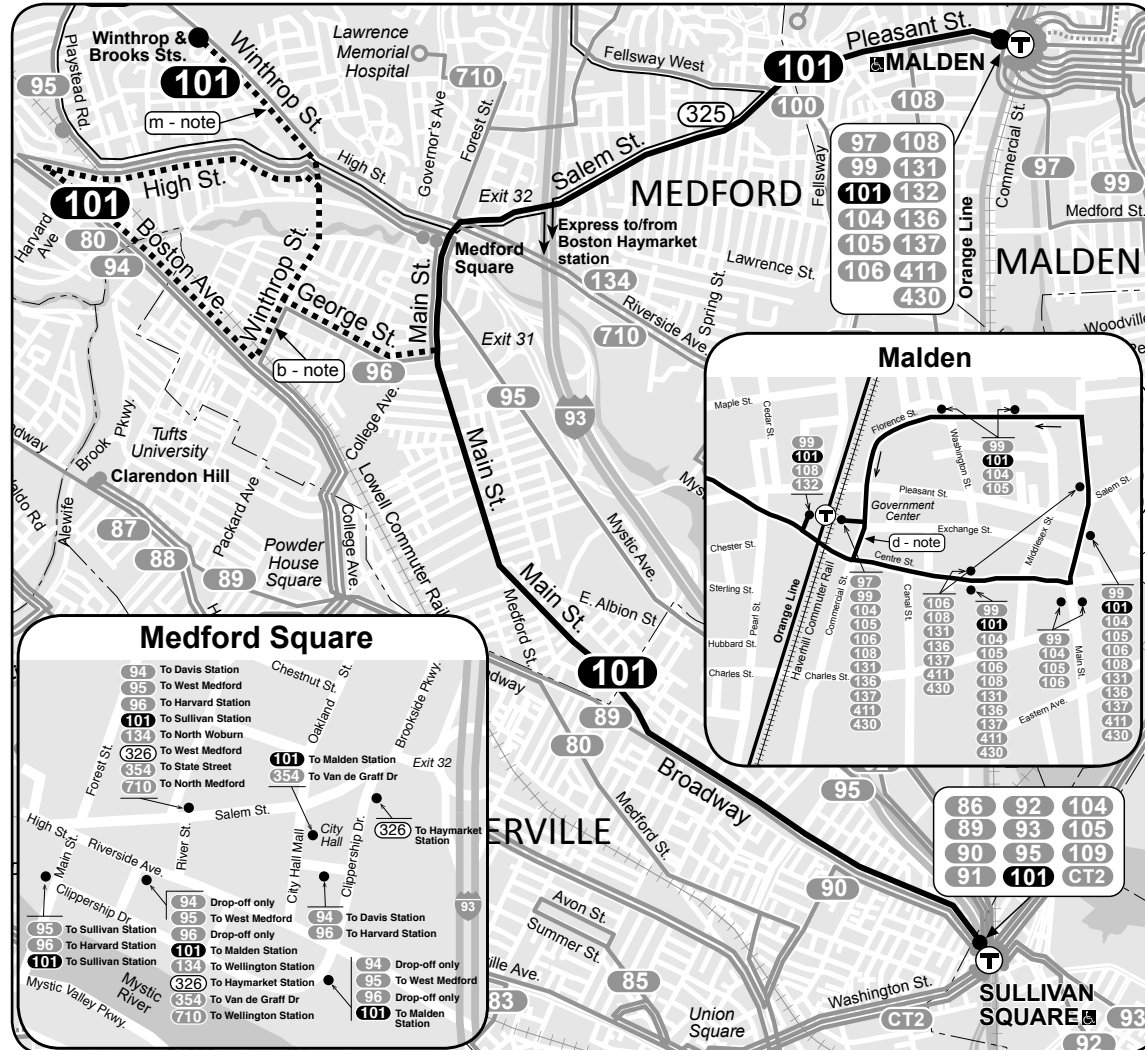 Winthrop &
Brooks Sts.
101
Playstead Rd.
95
Winthrop St.
m - note
Lawrence
Memorial
Hospital
710
Governor's Ave
Forest St.
Fellsway West
325
101
Pleasant St.
T
MALDEN
100
108
97 108
99 131
101 132
104 136
105 137
106 411
430
Commercial St.
Orange Line
97
99
Medford St.
MALDEN
Woodville
High St.
High St.
101
Harvard
Ave
80
94
Boston Ave.
Winthrop St.
George St.
b - note
96
Main St.
Exit 32
Salem St.
MEDFORD
Fellsway
Medford
Square
Express to/from
Boston Haymarket
station
134
Lawrence St.
Spring St.
Riverside Ave.
710
Exit 31
95
93
Brook Pkwy.
Tufts
University
Clarendon Hill
College Ave.
Lowell Commuter Rail
Main St.
Mystic Ave.
Alewife
87
88
89
Packard Ave
Powder
House
Square
College Ave.
Main St.
Medford St.
E. Albion St
101
89
80
Broadway
95
Medford St.
90
ERVILLE
Avon St.
Summer St.
85
83
Union
Square
Washington St.
CT2
86 92 104
89 93 105
90 95 109
91 101 CT2
T
SULLIVAN
SQUARE
93
92
Malden
Maple St.
Cedar St.
Florence St.
99
101
108
132
Washington St.
99
101
104
105
Pleasant St.
Salem St.
Government
Center
T
Exchange St.
Middlesex St.
d - note
Centre St.
Chester St.
Sterling St.
Pearl St.
Hubbard St.
Charles St.
Orange Line
Haverhill Commuter Rail
Commercial St.
Charles St.
Canal St.
97
99
104
105
106
108
131
136
137
411
430
106
108
131
136
137
411
430
99
101
104
105
106
108
131
136
137
411
430
99
104
105
106
Main St.
Eastern Ave.
99
101
104
105
106
108
131
136
137
411
430
Medford Square
94 To Davis Station
95 To West Medford
96 To Harvard Station
101 To Sullivan Station
134 To North Woburn
326 To West Medford
354 To State Street
710 To North Medford
Chestnut St.
Oakland St.
Brookside Pkwy.
Exit 32
101 To Malden Station
354 To Van de Graff Dr
Forest St.
Salem St.
High St.
Main St.
Riverside Ave.
River St.
City
Hall
City Hall Mall
Clippership Dr.
326 To Haymarket
Station
Clippership Dr.
95 To Sullivan Station
96 To Harvard Station
101 To Sullivan Station
94 Drop-off only
95 To West Medford
96 Drop-off only
101 To Malden Station
134 To Wellington Station
326 To Haymarket Station
354 To Van de Graff Dr
710 To Wellington Station
94 To Davis Station
96 To Harvard Station
94 Drop-off only
95 To West Medford
96 Drop-off only
101 To Malden
Station
Mystic
River
Mystic Valley Pkwy.
93